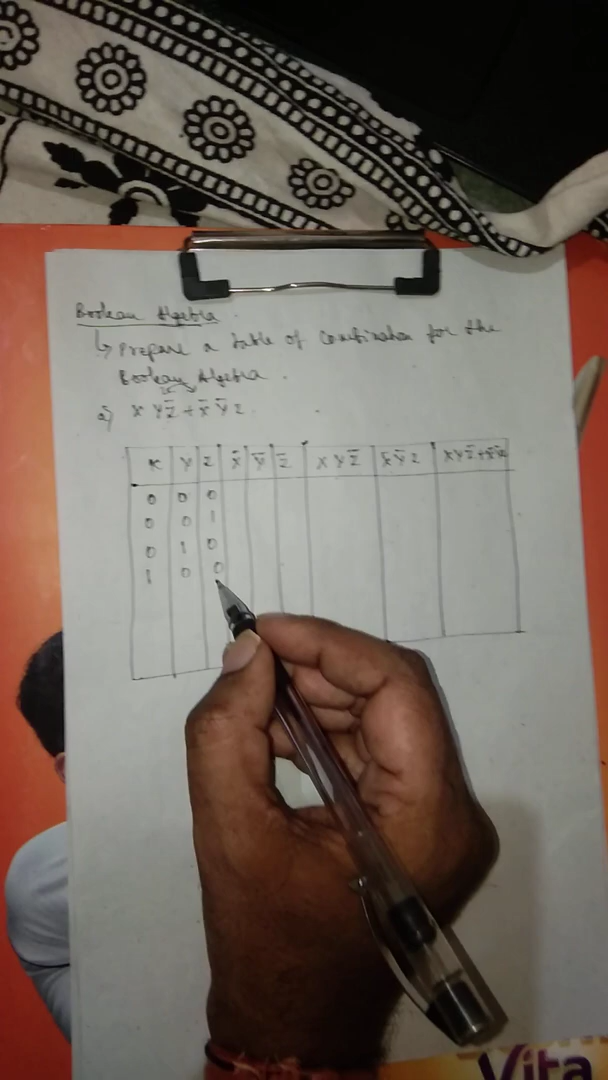 Boolean Algebra
↳ Prepare a table of combination for the
Boolean Algebra.
a) X Y Z̅ + X̅ Y̅ Z.
X Y Z X̅ Y̅ Z̅ X Y Z̅ X̅ Y̅ Z X Y Z̅ + X̅ Y̅ Z
0 0 0
0 0 1
0 1 0
1 0 0
Vita